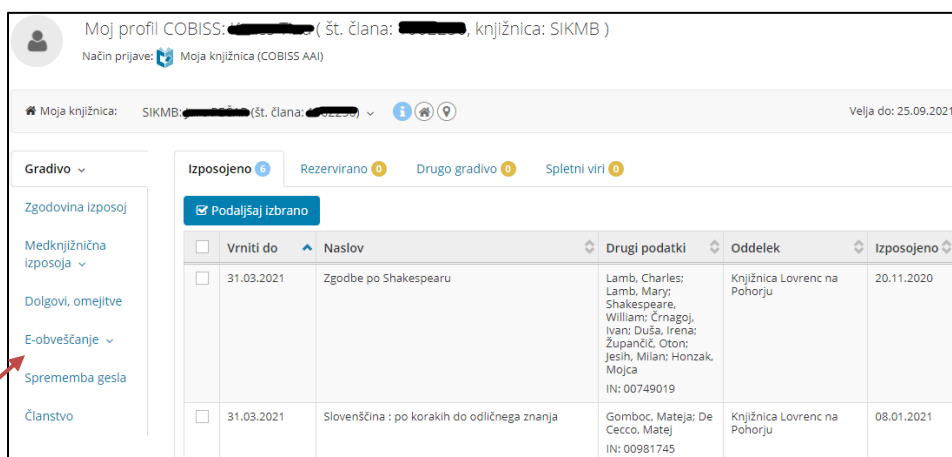 Moj profil COBISS: ( št. člana: , knjižnica: SIKMB )
Način prijave: Moja knjižnica (COBISS AAI)
Moja knjižnica: SIKMB: (št. člana: ) Velja do: 25.09.2021
Gradivo
Zgodovina izposoj
Medknjižnična
izposoja
Dolgovi, omejitve
E-obveščanje
Sprememba gesla
Članstvo
Izposojeno 6 Rezervirano 0 Drugo gradivo 0 Spletni viri 0
Podaljšaj izbrano
Vrniti do Naslov Drugi podatki Oddelek Izposojeno
31.03.2021 Zgodbe po Shakespearu Lamb, Charles; Knjižnica Lovrenc na 20.11.2020
Lamb, Mary; Pohorju
Shakespeare,
William; Črnagoj,
Ivan; Duša, Irena;
Župančič, Oton;
Jesih, Milan; Honzak,
Mojca
IN: 00749019
31.03.2021 Slovenščina : po korakih do odličnega znanja Gomboc, Mateja; De Knjižnica Lovrenc na 08.01.2021
Cecco, Matej Pohorju
IN: 00981745